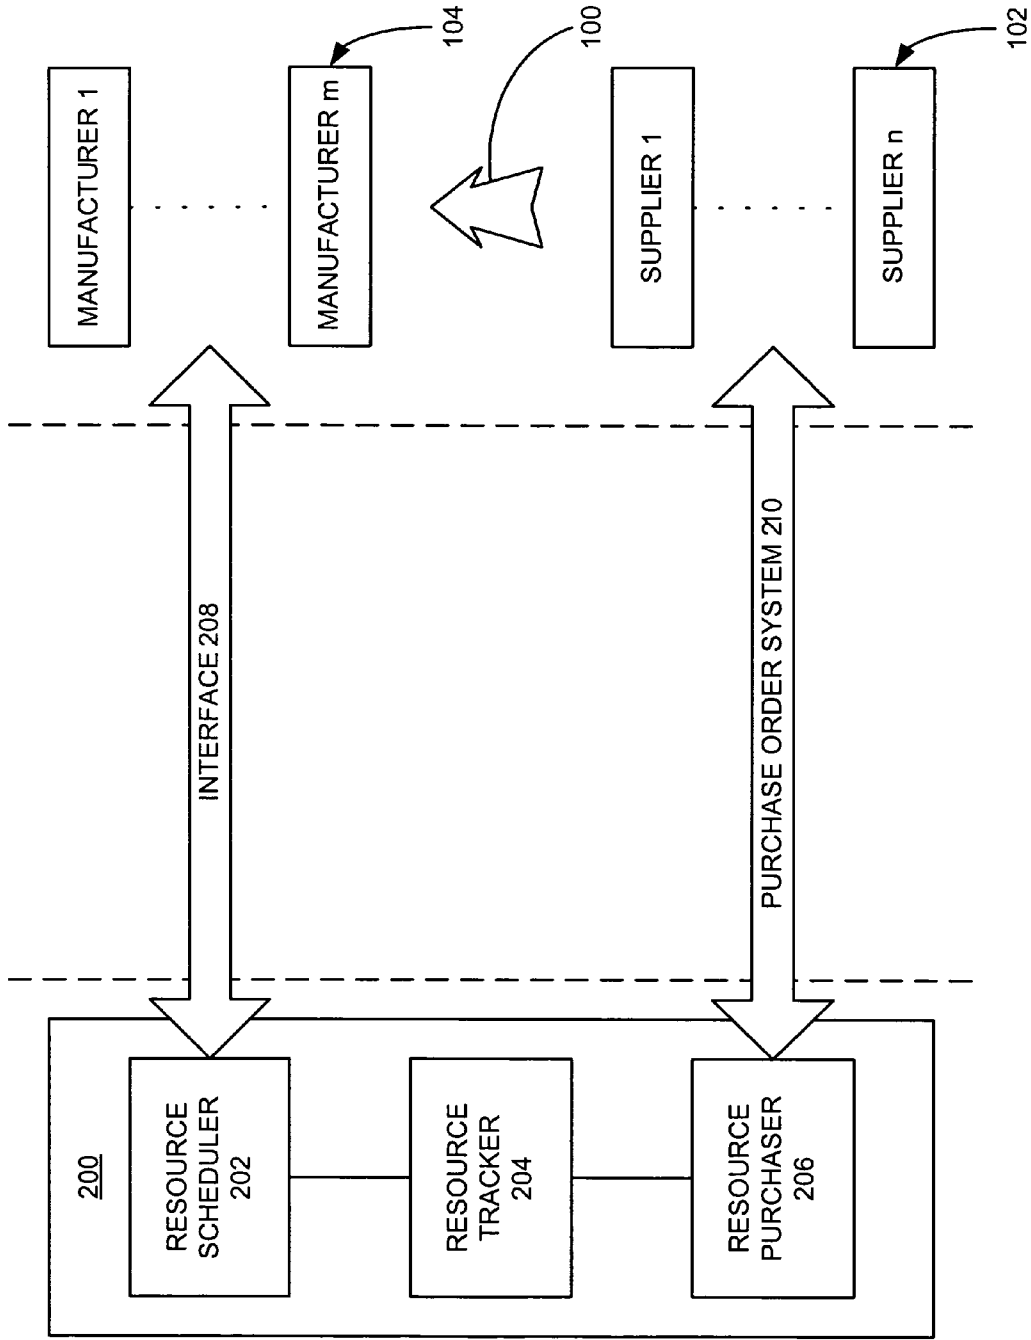 200
RESOURCE
SCHEDULER
202
RESOURCE
TRACKER
204
RESOURCE
PURCHASER
206
INTERFACE 208
PURCHASE ORDER SYSTEM 210
MANUFACTURER 1
MANUFACTURER m
104
100
SUPPLIER 1
SUPPLIER n
102